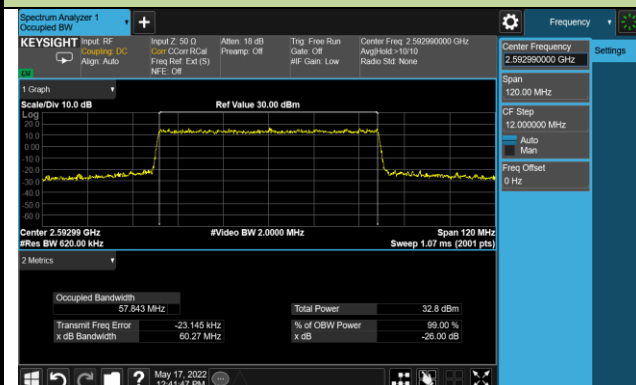 Spectrum Analyzer 1
Occupied BW
Frequency
KEYSIGHT
Input: RF
Coupling: DC
Align: Auto
Input Z: 50 Ω
Corr CCorr RCal
Freq Ref: Ext (S)
NFE: Off
Atten: 18 dB
Preamp: Off
Trig: Free Run
Gate: Off
#IF Gain: Low
Center Freq: 2.592990000 GHz
Avg|Hold:>10/10
Radio Std: None
Center Frequency
2.592990000 GHz
Settings
Span
120.00 MHz
CF Step
12.000000 MHz
Auto
Man
Freq Offset
0 Hz
1 Graph
Scale/Div 10.0 dB
Ref Value 30.00 dBm
Log
20.0
10.0
0.00
-10.0
-20.0
-30.0
-40.0
-50.0
-60.0
Center 2.59299 GHz
#Video BW 2.0000 MHz
Span 120 MHz
#Res BW 620.00 kHz
Sweep 1.07 ms (2001 pts)
2 Metrics
Occupied Bandwidth
57.843 MHz
Total Power
32.8 dBm
Transmit Freq Error
-23.145 kHz
% of OBW Power
99.00 %
x dB Bandwidth
60.27 MHz
x dB
-26.00 dB
?
May 17, 2022
12:41:47 PM